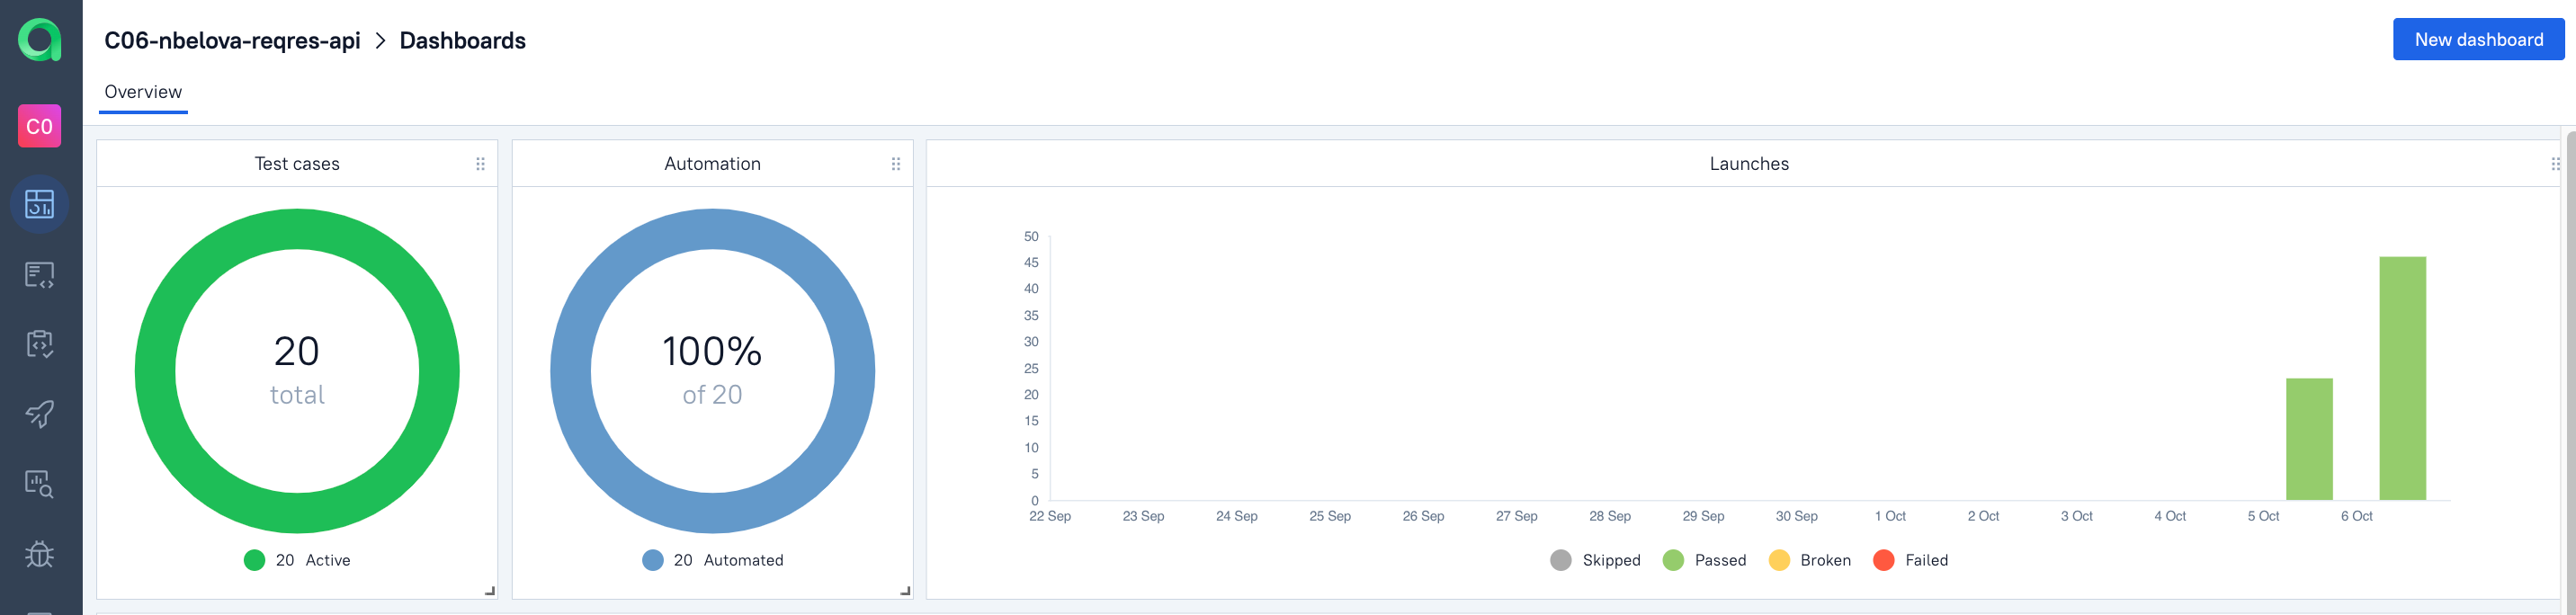 C06-nbelova-reqres-api > Dashboards
New dashboard
Overview
C0
Test cases
20
total
20 Active
Automation
100%
of 20
20 Automated
Launches
50
45
40
35
30
25
20
15
10
5
0
22 Sep 23 Sep 24 Sep 25 Sep 26 Sep 27 Sep 28 Sep 29 Sep 30 Sep 1 Oct 2 Oct 3 Oct 4 Oct 5 Oct 6 Oct
Skipped Passed Broken Failed